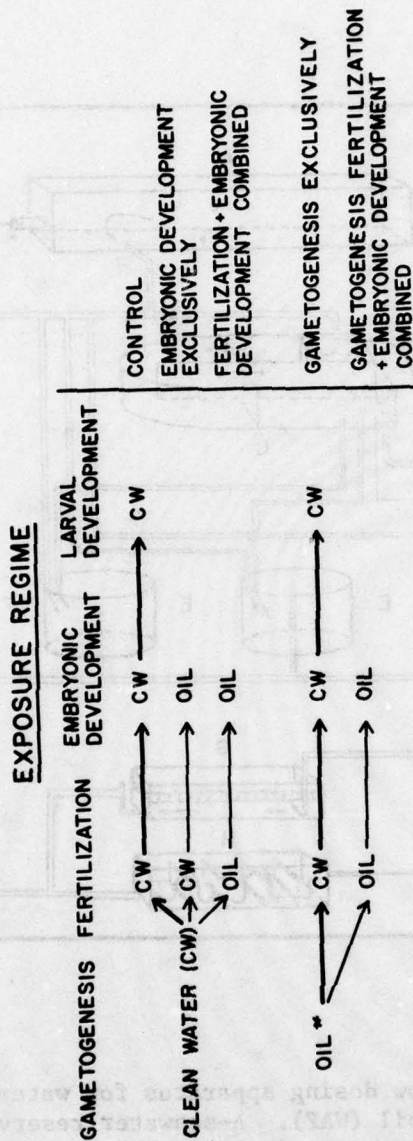 EXPOSURE REGIME
GAMETOGENESIS FERTILIZATION EMBRYONIC DEVELOPMENT LARVAL DEVELOPMENT
CW CW CW CONTROL
CLEAN WATER (CW) CW OIL EMBRYONIC DEVELOPMENT EXCLUSIVELY
OIL OIL FERTILIZATION + EMBRYONIC DEVELOPMENT COMBINED
OIL** CW CW CW GAMETOGENESIS EXCLUSIVELY
OIL OIL GAMETOGENESIS FERTILIZATION + EMBRYONIC DEVELOPMENT COMBINED